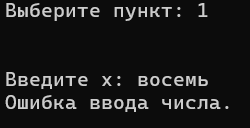 Выберите пункт: 1
Введите x: восемь
Ошибка ввода числа.